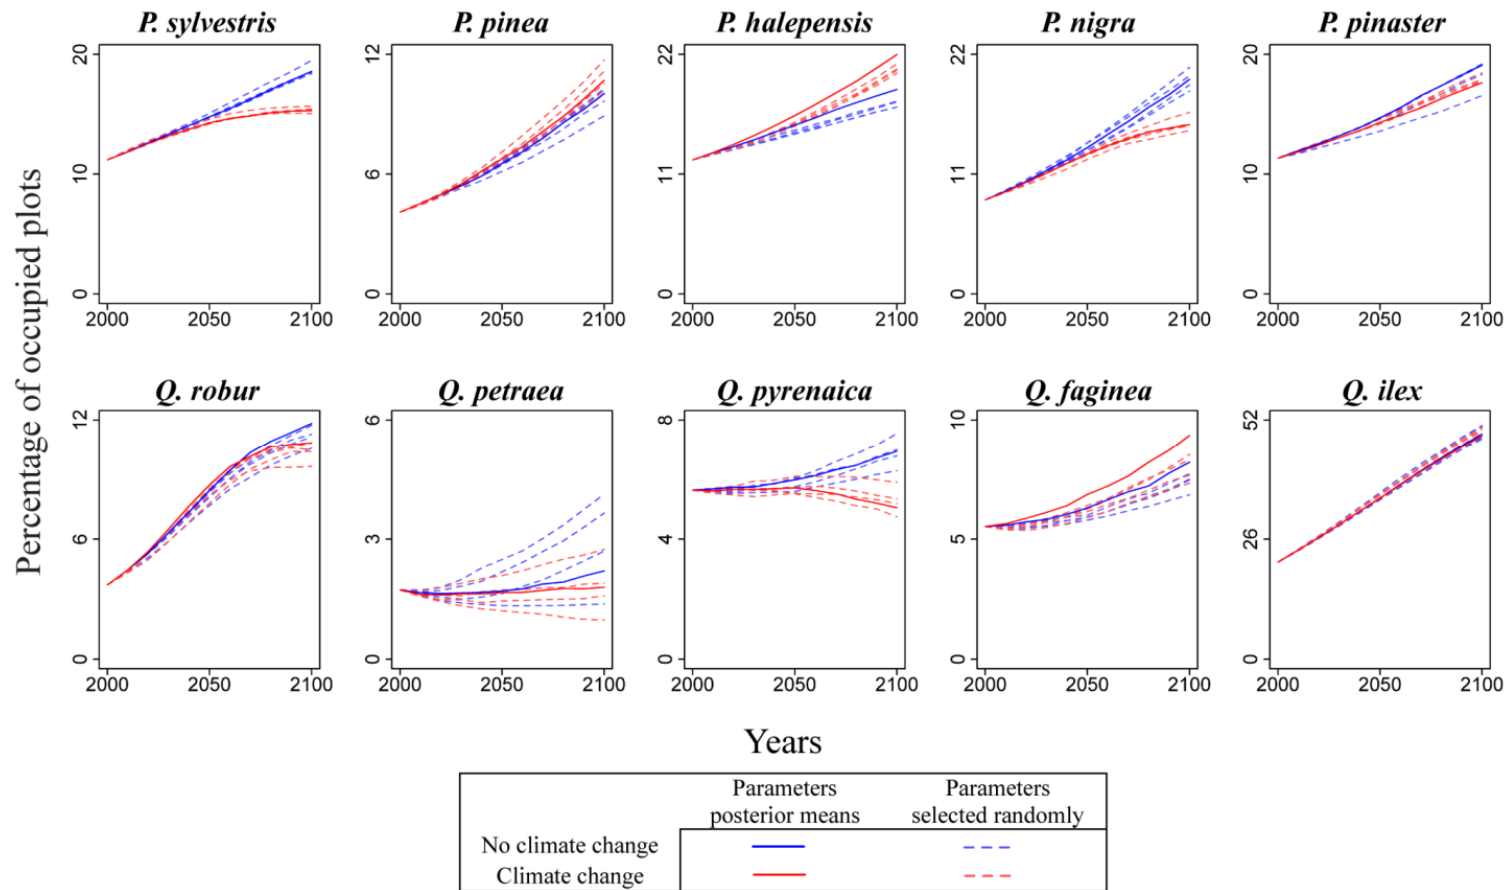 P. sylvestris P. pinea P. halepensis P. nigra P. pinaster
20 12 22 22 20
10 6 11 11 10
0 0 0 0 0
2000 2050 2100 2000 2050 2100 2000 2050 2100 2000 2050 2100 2000 2050 2100
Percentage of occupied plots
Q. robur Q. petraea Q. pyrenaica Q. faginea Q. ilex
12 6 8 10 52
6 3 4 5 26
0 0 0 0 0
2000 2050 2100 2000 2050 2100 2000 2050 2100 2000 2050 2100 2000 2050 2100
Years
Parameters Parameters
posterior means selected randomly
No climate change
Climate change